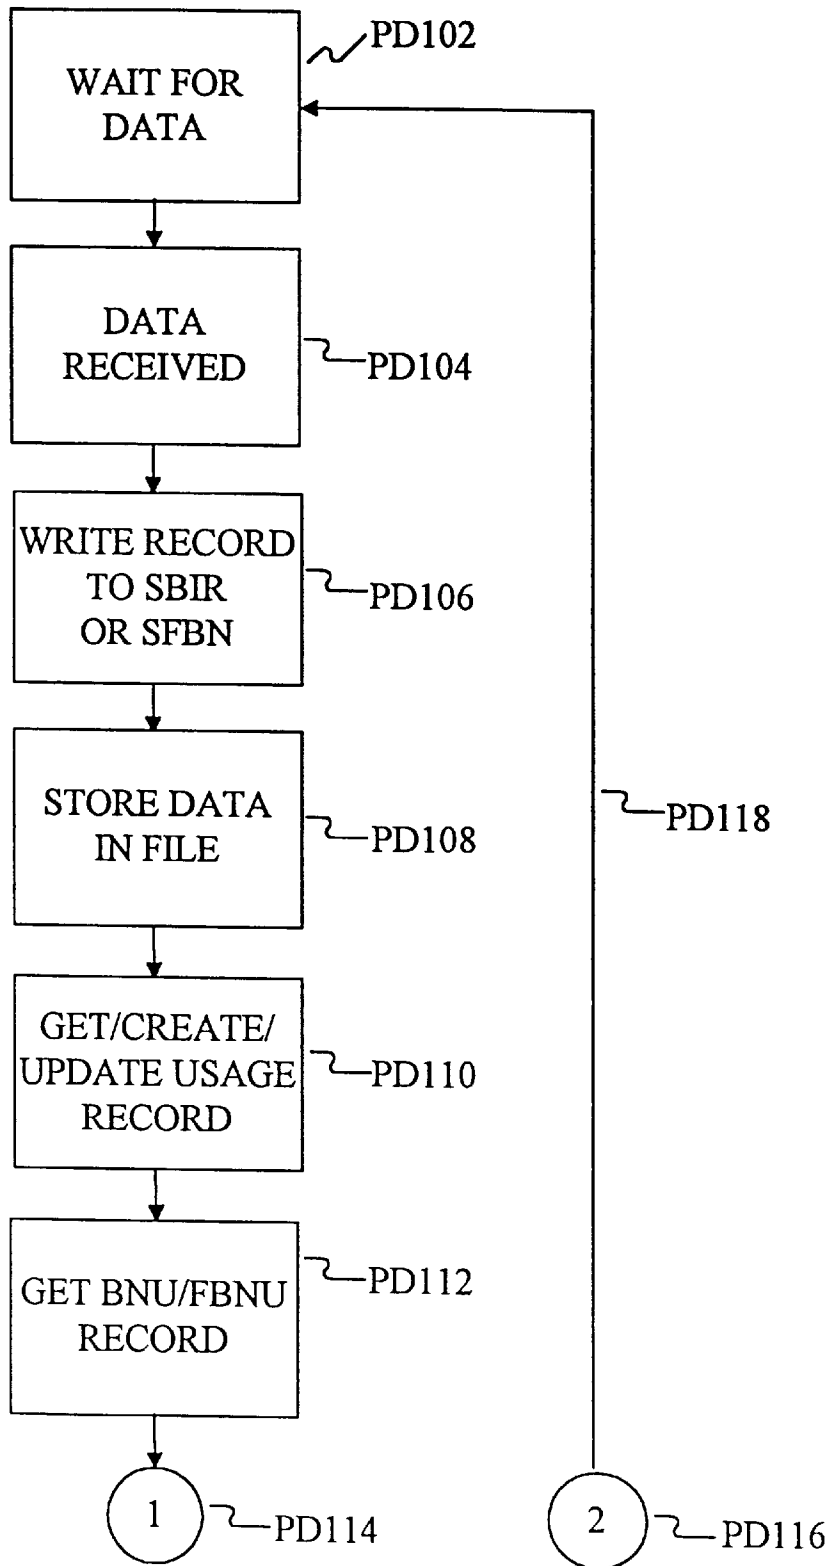 WAIT FOR
DATA
PD102
DATA
RECEIVED
PD104
WRITE RECORD
TO SBIR
OR SFBN
PD106
STORE DATA
IN FILE
PD108
PD118
GET/CREATE/
UPDATE USAGE
RECORD
PD110
GET BNU/FBNU
RECORD
PD112
1
PD114
2
PD116